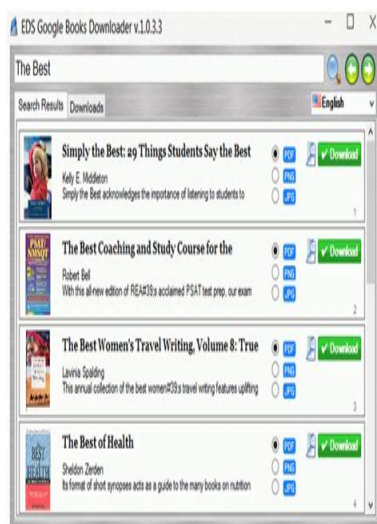 EDS Google Books Downloader v.1.0.3.3
The Best
Search Results
Downloads
English
Simply the Best: 29 Things Students Say the Best
Kelly E. Middleton
Simply the Best acknowledges the importance of listening to students to
PDF
PNG
JPG
Download
1
PSAT/
NMSQT
The Best Coaching and Study Course for the
Robert Bell
With this all-new edition of REA#39;s acclaimed PSAT test prep, our exam
PDF
PNG
JPG
Download
2
The Best Women's Travel Writing, Volume 8: True
Lavinia Spalding
This annual collection of the best women#39;s travel writing features uplifting
PDF
PNG
JPG
Download
3
BEST
HEALTH
The Best of Health
Sheldon Zerden
Its format of short synopses acts as a guide to the many books on nutrition
PDF
PNG
JPG
Download
4